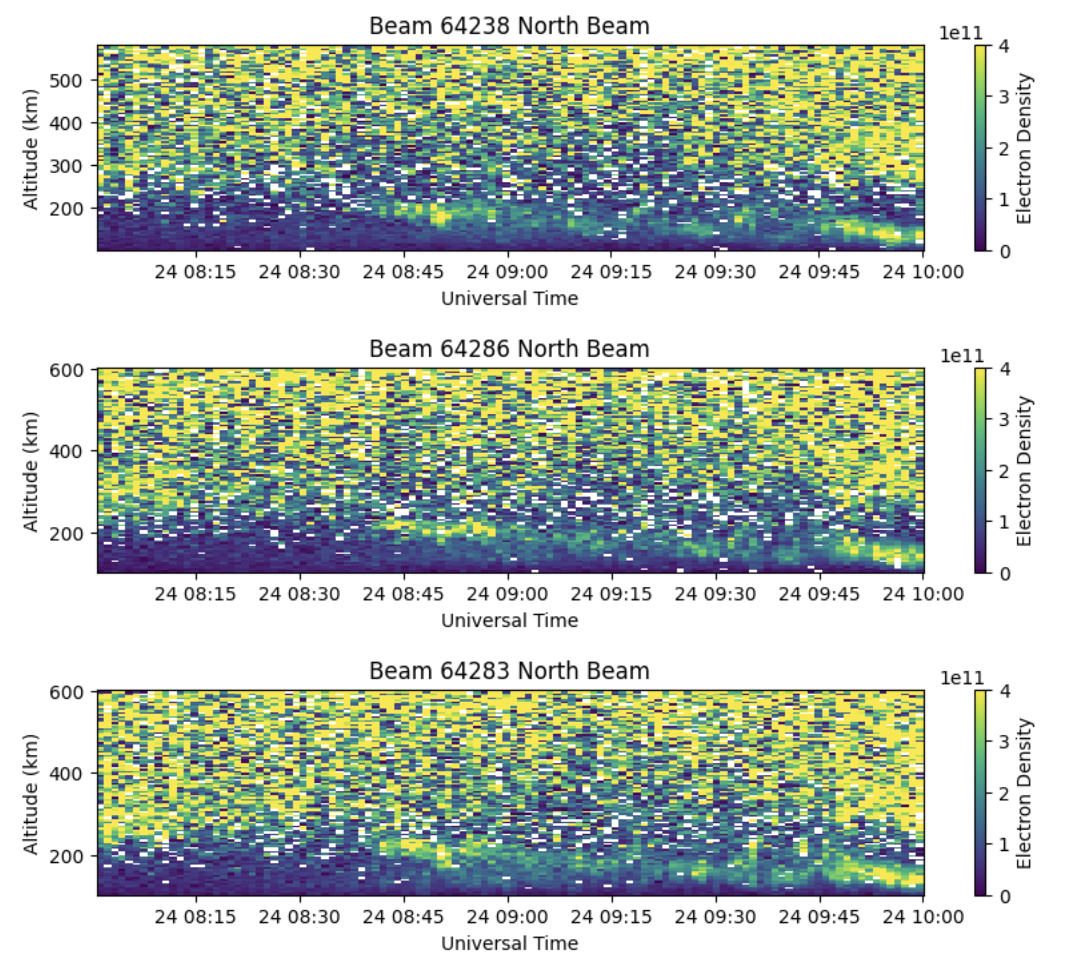 Beam 64238 North Beam
1e11
4
3
2
1
0
Electron Density
500
400
300
200
Altitude (km)
24 08:15 24 08:30 24 08:45 24 09:00 24 09:15 24 09:30 24 09:45 24 10:00
Universal Time
Beam 64286 North Beam
1e11
4
3
2
1
0
Electron Density
600
400
200
Altitude (km)
24 08:15 24 08:30 24 08:45 24 09:00 24 09:15 24 09:30 24 09:45 24 10:00
Universal Time
Beam 64283 North Beam
1e11
4
3
2
1
0
Electron Density
600
400
200
Altitude (km)
24 08:15 24 08:30 24 08:45 24 09:00 24 09:15 24 09:30 24 09:45 24 10:00
Universal Time